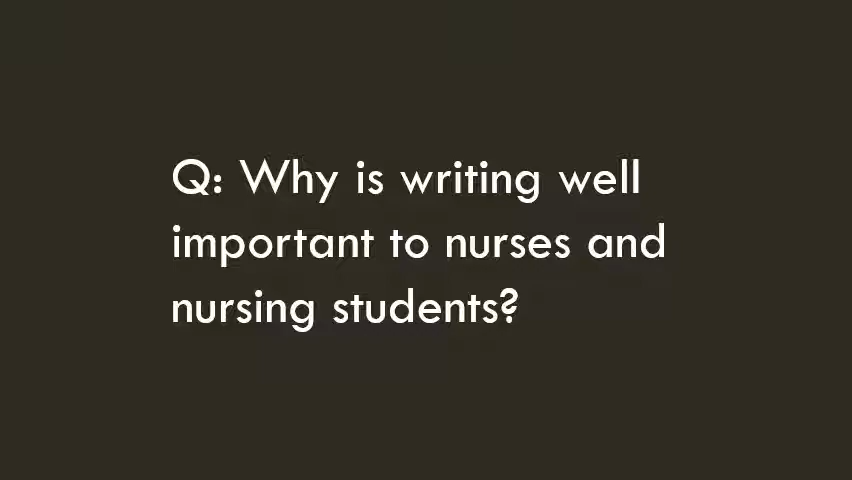 Q: Why is writing well
important to nurses and
nursing students?